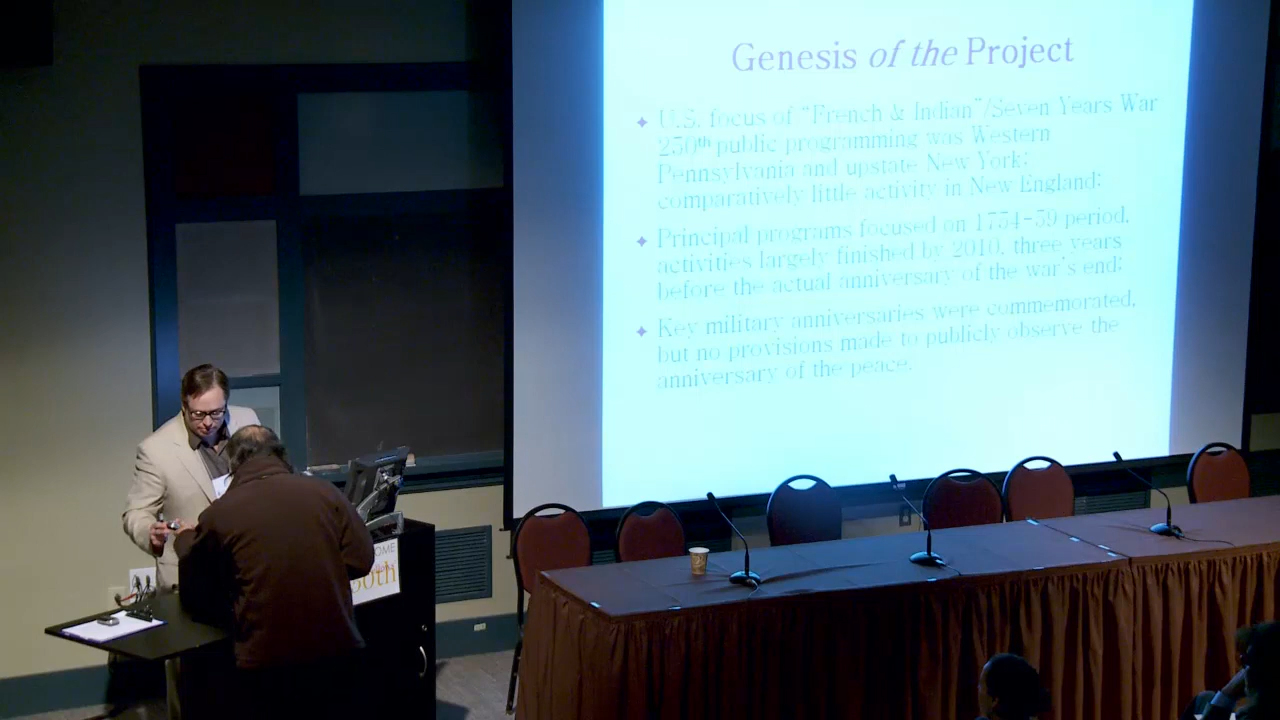 Genesis of the Project
U.S. focus of "French & Indian"/Seven Years War
250th public programming was Western
Pennsylvania and upstate New York;
comparatively little activity in New England;
Principal programs focused on 1754-59 period,
activities largely finished by 2010, three years
before the actual anniversary of the war's end;
Key military anniversaries were commemorated,
but no provisions made to publicly observe the
anniversary of the peace.